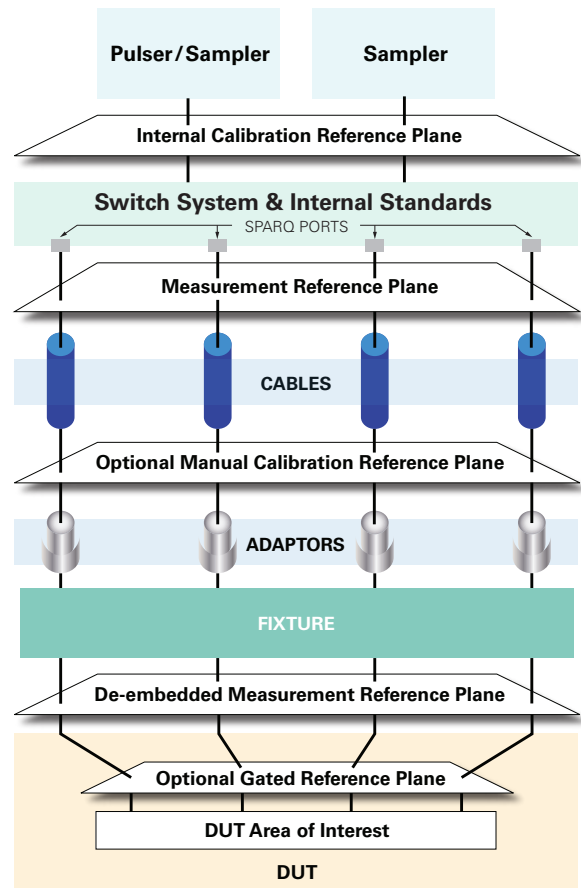 Pulser/Sampler
Sampler
Internal Calibration Reference Plane
Switch System & Internal Standards
SPARQ PORTS
Measurement Reference Plane
CABLES
Optional Manual Calibration Reference Plane
ADAPTORS
FIXTURE
De-embedded Measurement Reference Plane
Optional Gated Reference Plane
DUT Area of Interest
DUT